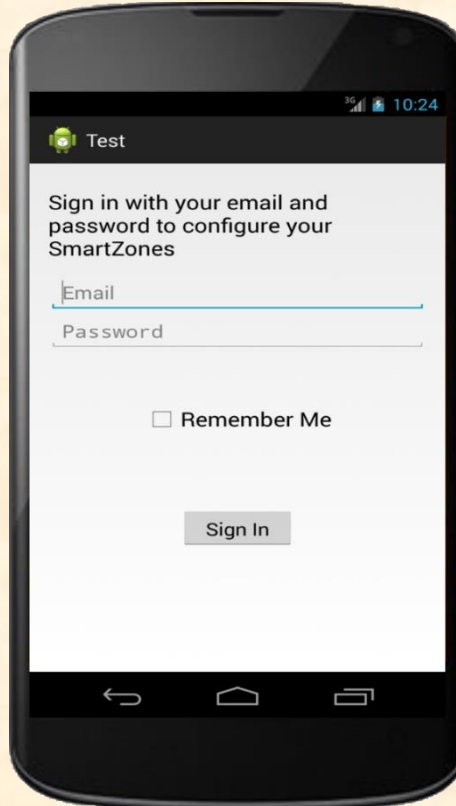 3G 10:24
Test
Sign in with your email and
password to configure your
SmartZones
Email
Password
Remember Me
Sign In